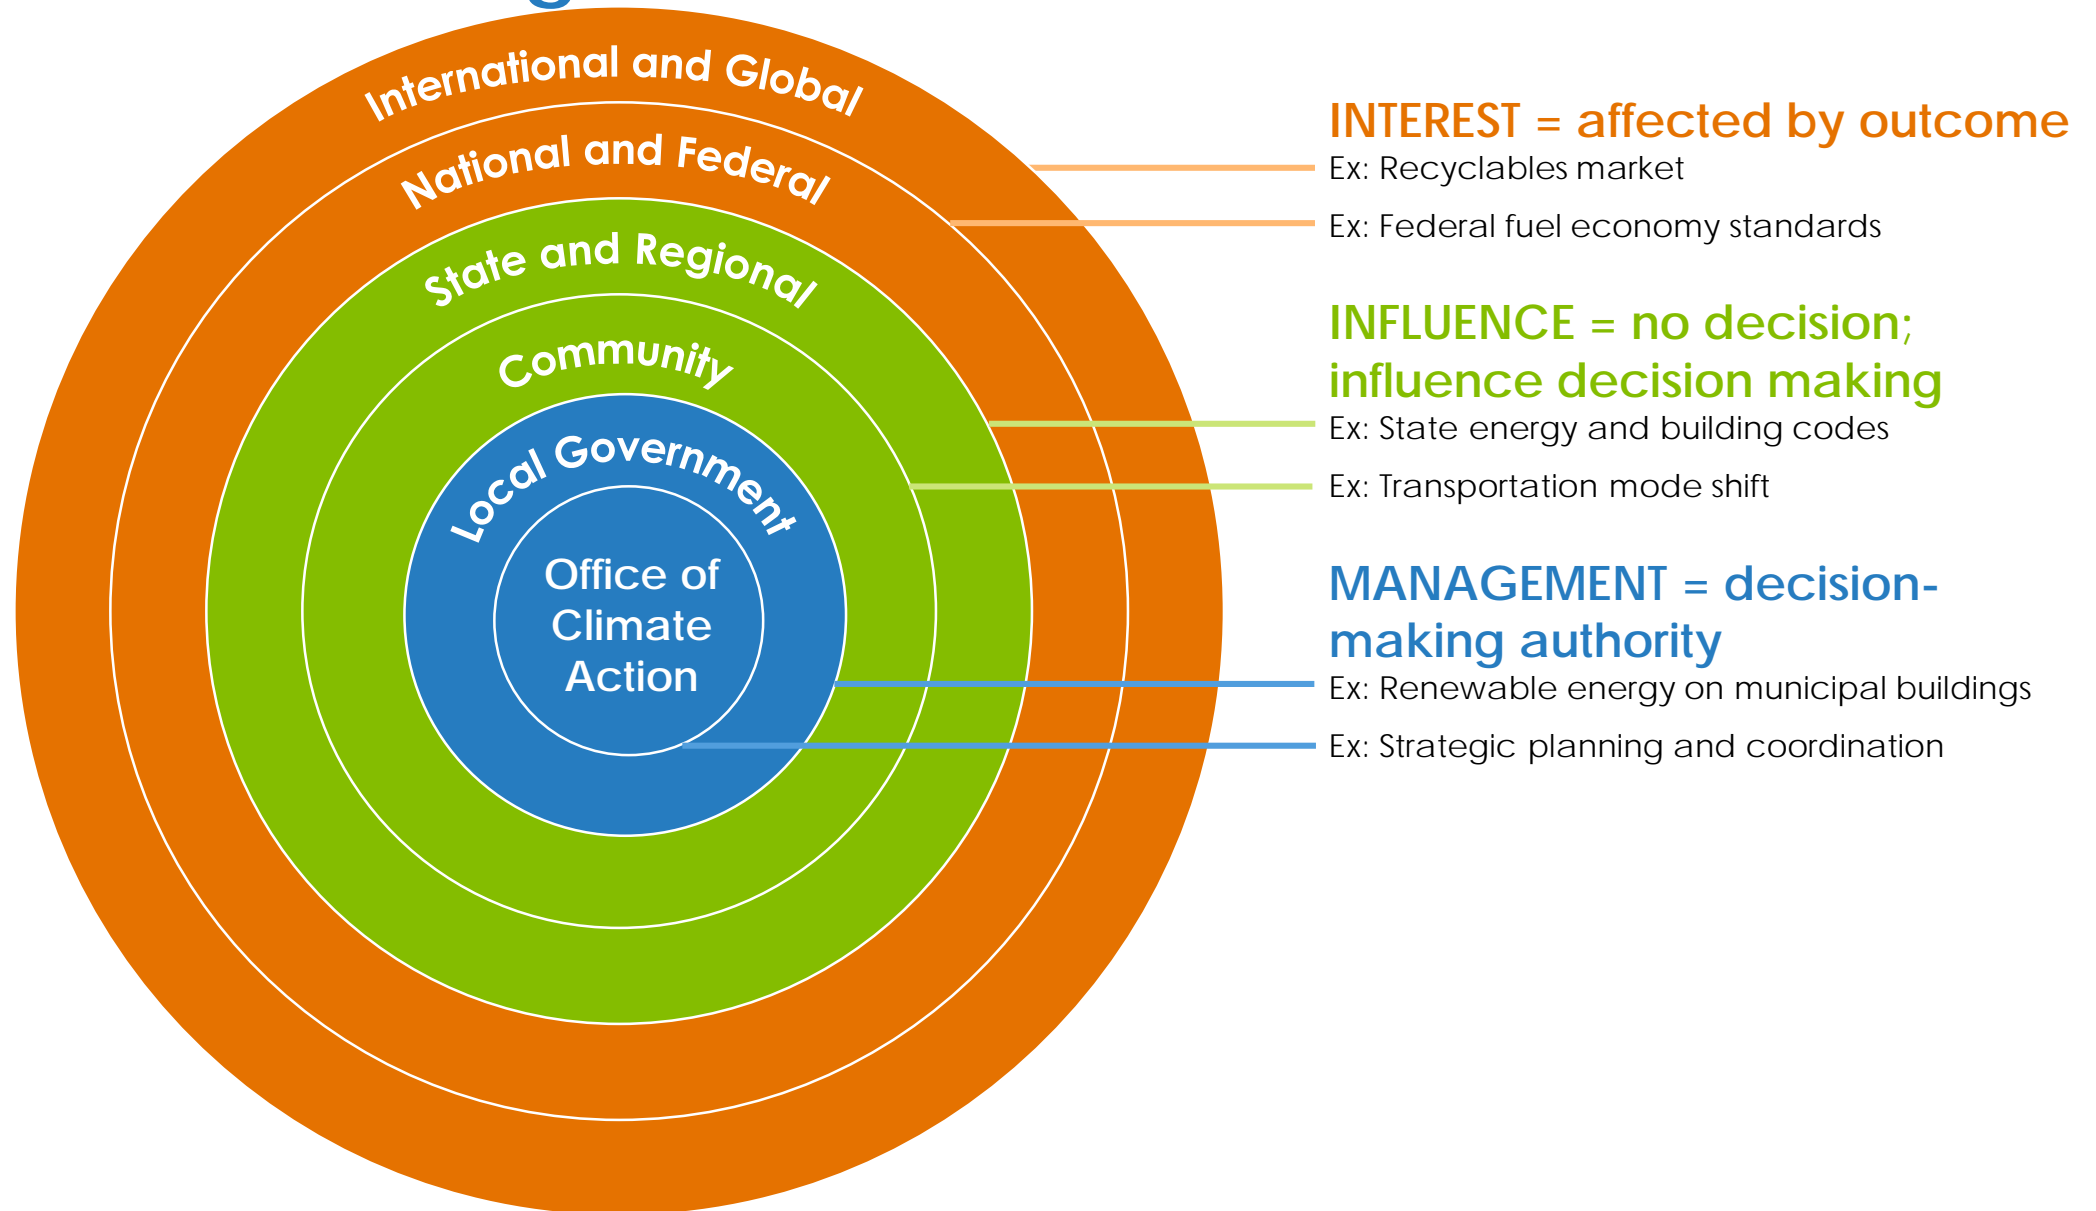 International and Global
National and Federal
State and Regional
Community
Local Government
Office of
Climate
Action
INTEREST = affected by outcome
Ex: Recyclables market
Ex: Federal fuel economy standards
INFLUENCE = no decision;
influence decision making
Ex: State energy and building codes
Ex: Transportation mode shift
MANAGEMENT = decision-
making authority
Ex: Renewable energy on municipal buildings
Ex: Strategic planning and coordination